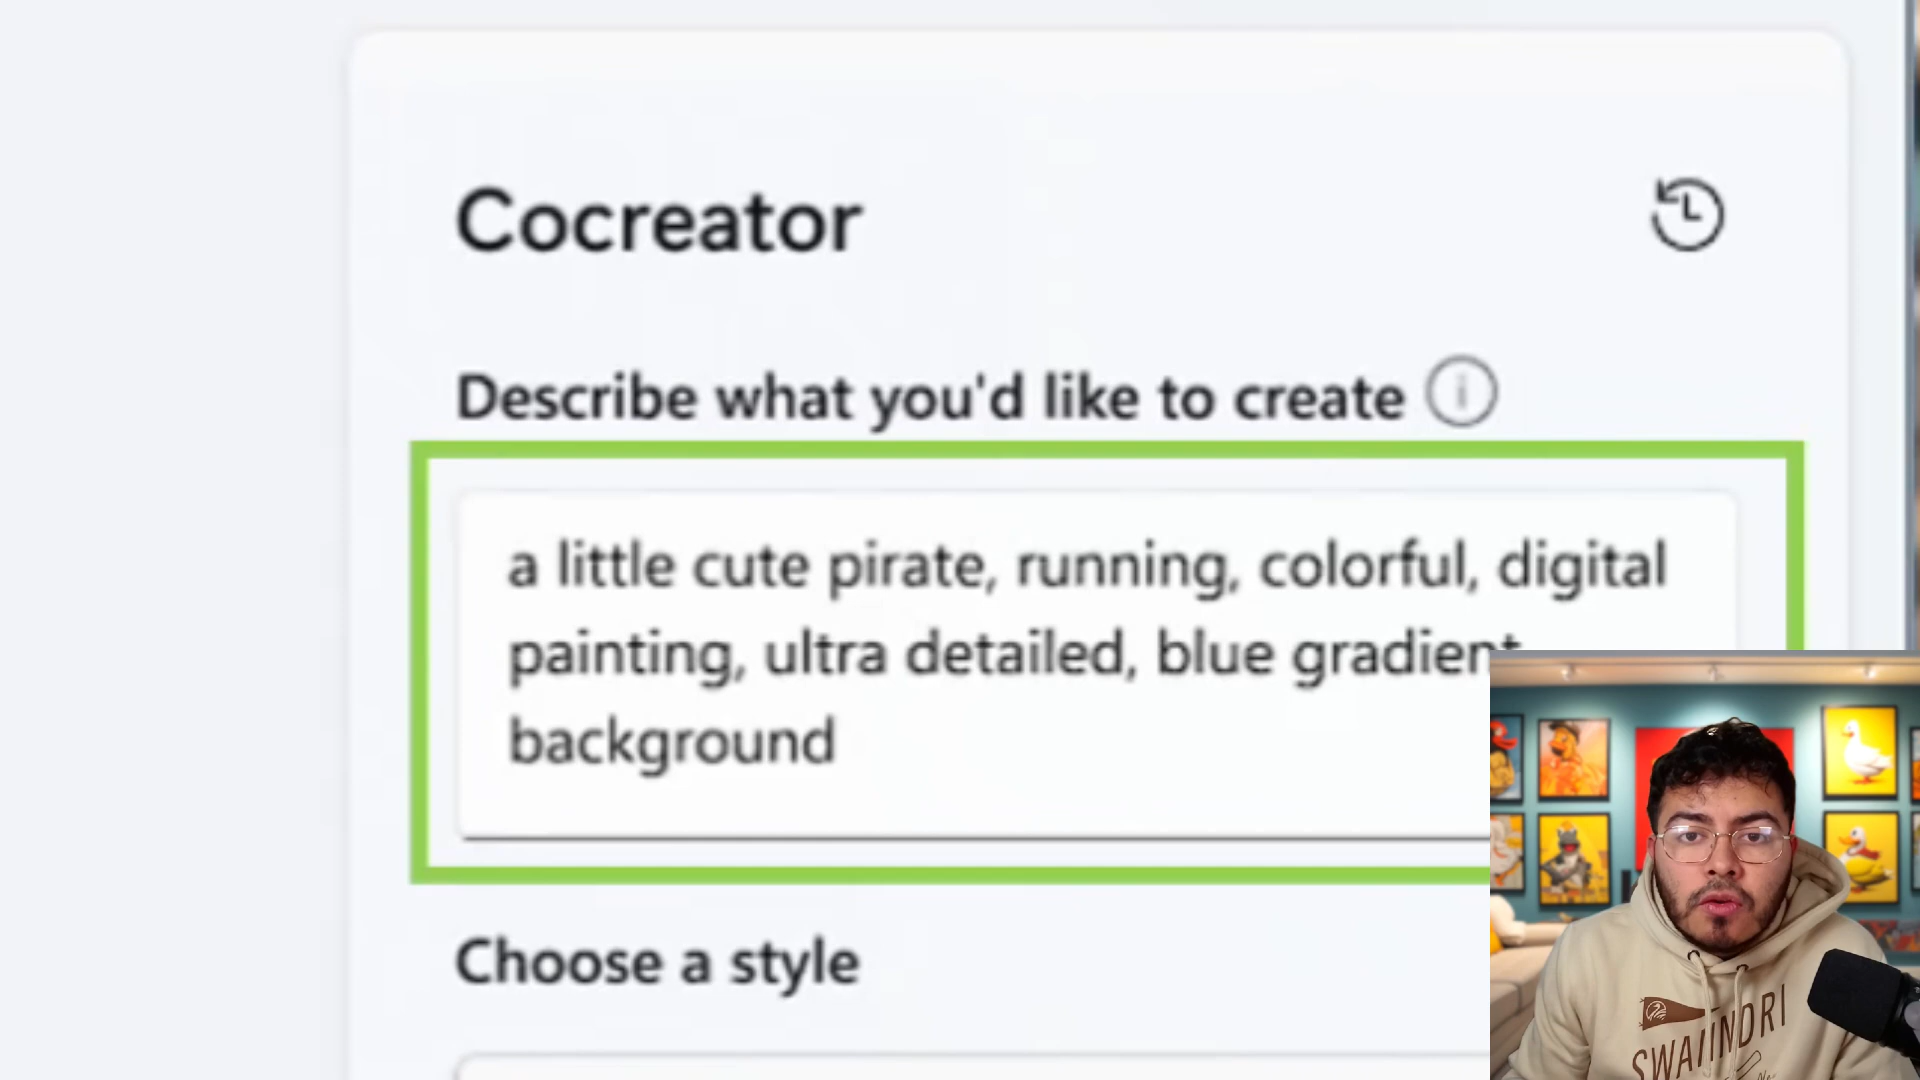 Cocreator
Describe what you'd like to create
a little cute pirate, running, colorful, digital
painting, ultra detailed, blue gradient
background
Choose a style